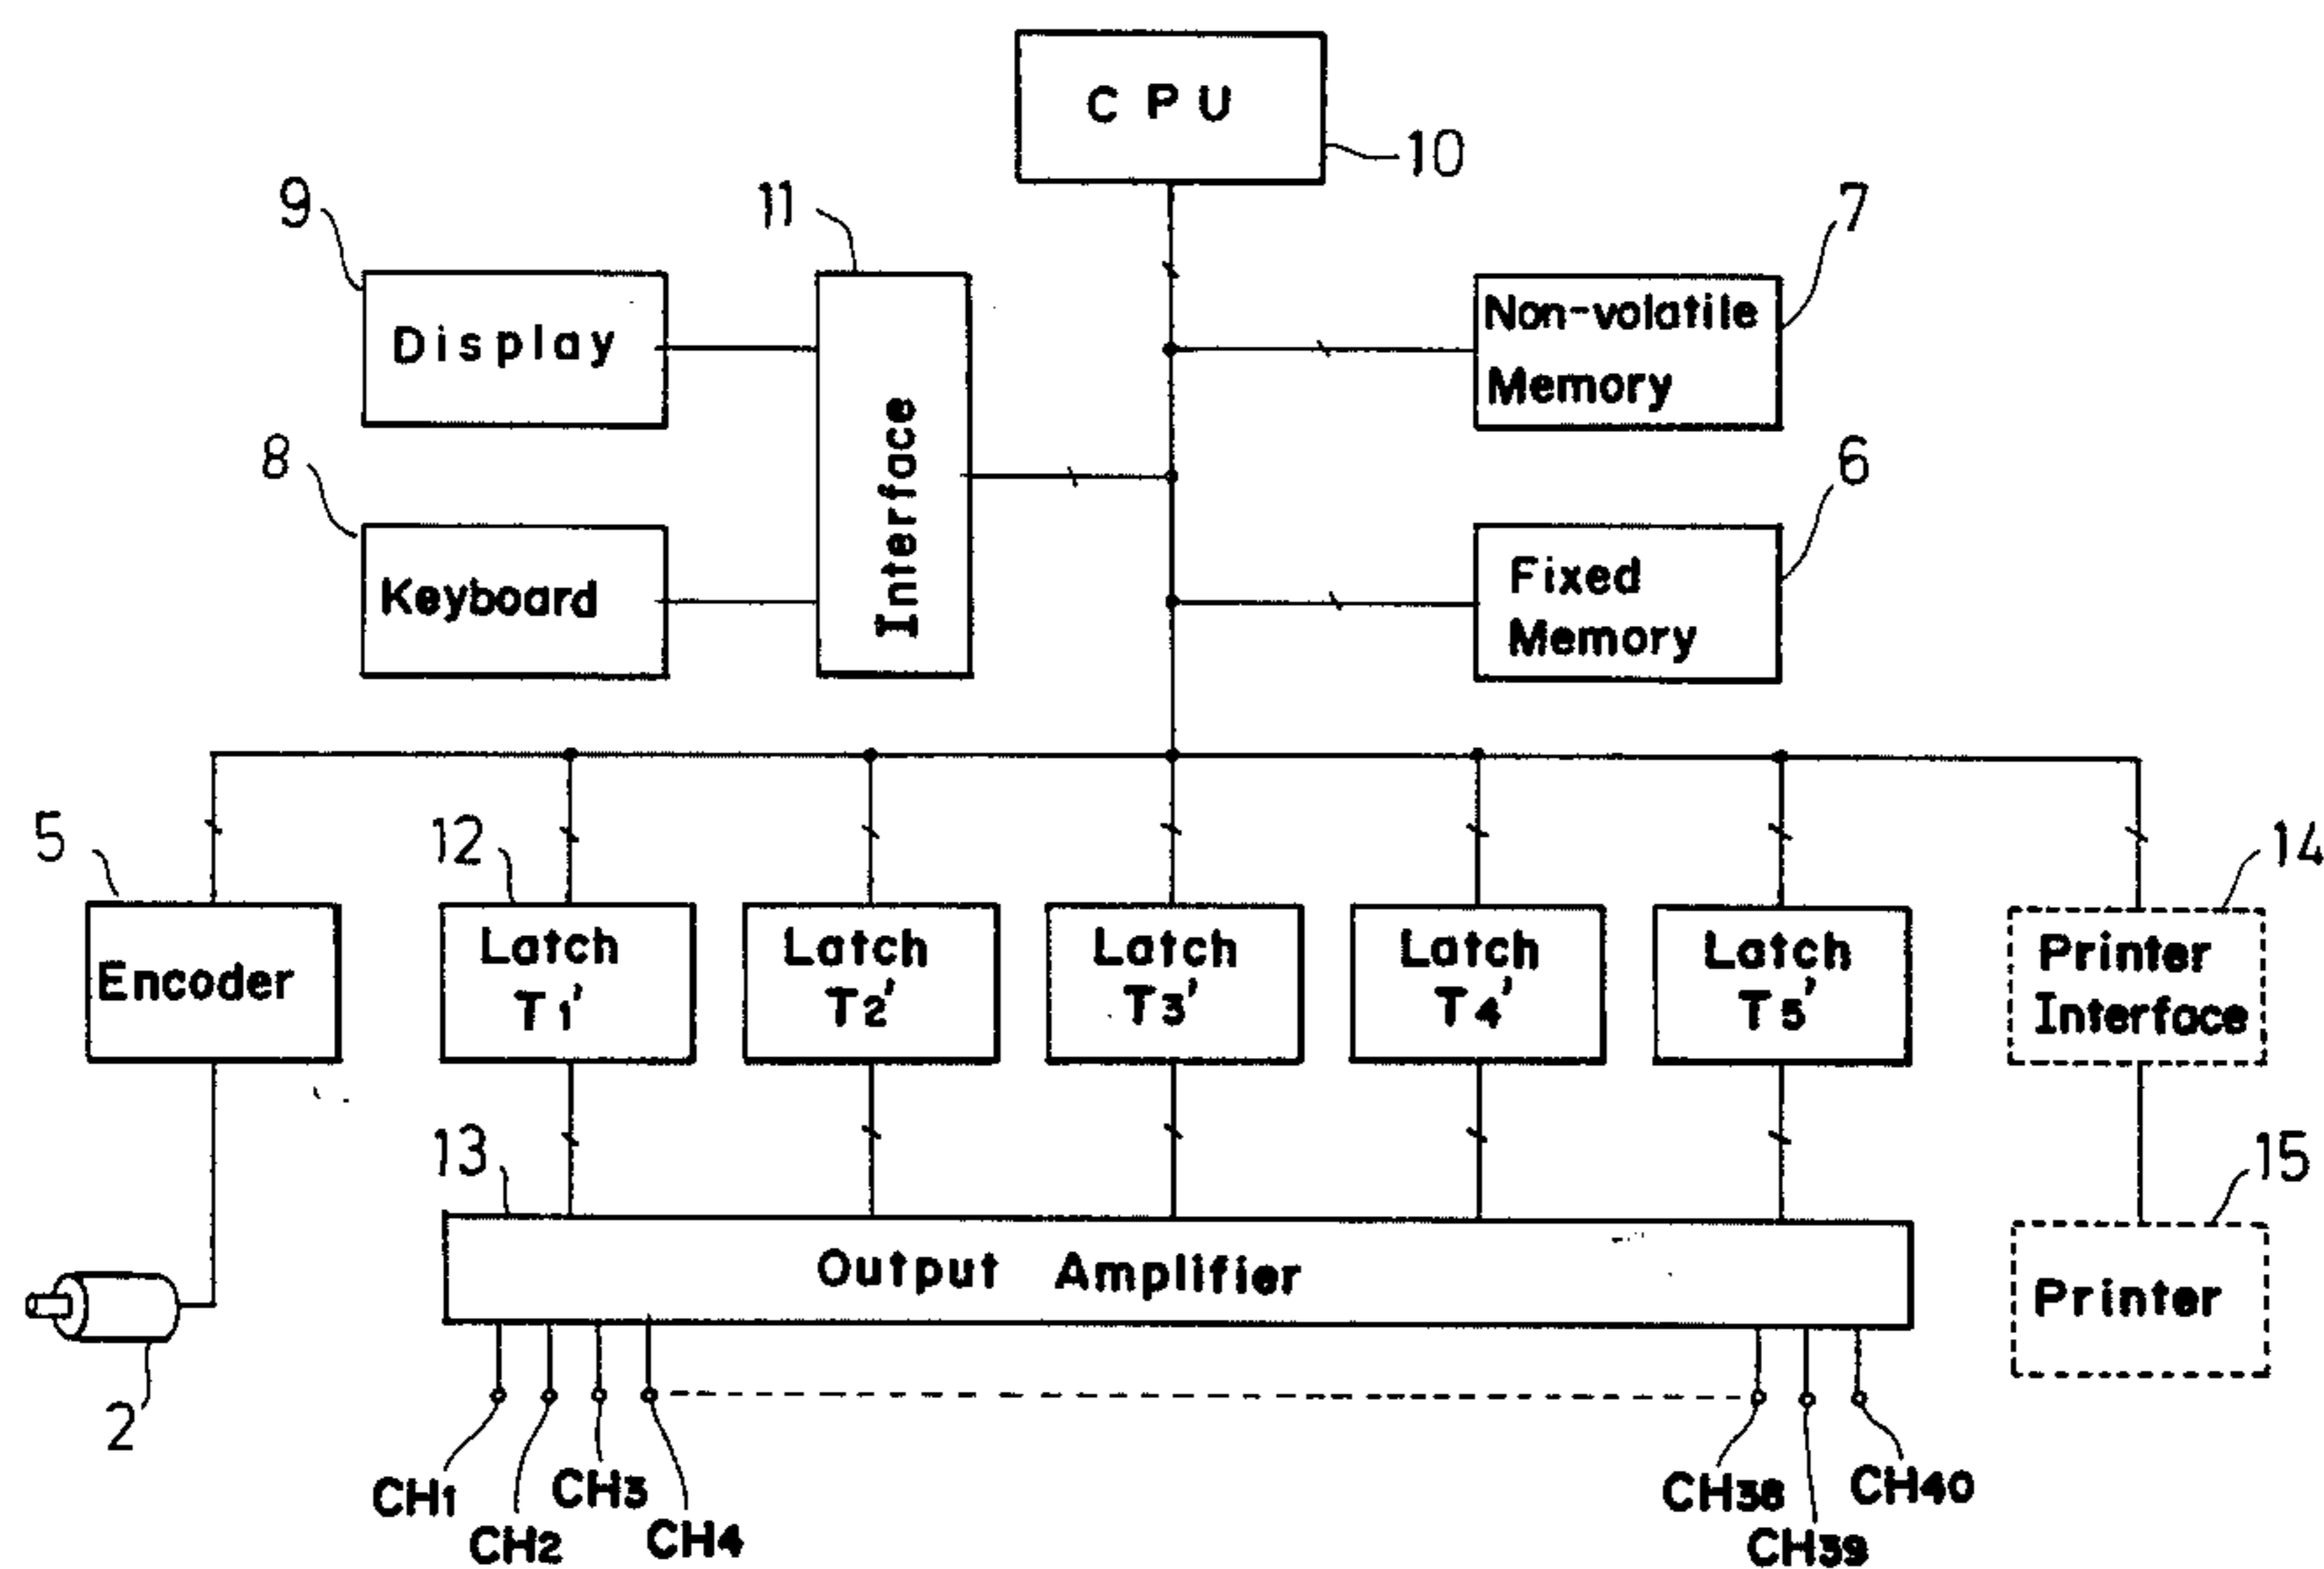 C P U
10
9
11
7
Display
Non-volatile
Memory
8
Interface
6
Keyboard
Fixed
Memory
5
12
14
Encoder
Latch
T1'
Latch
T2'
Latch
T3'
Latch
T4'
Latch
T5'
Printer
Interface
13
15
Output Amplifier
Printer
2
CH1
CH2
CH3
CH4
CH38
CH39
CH40